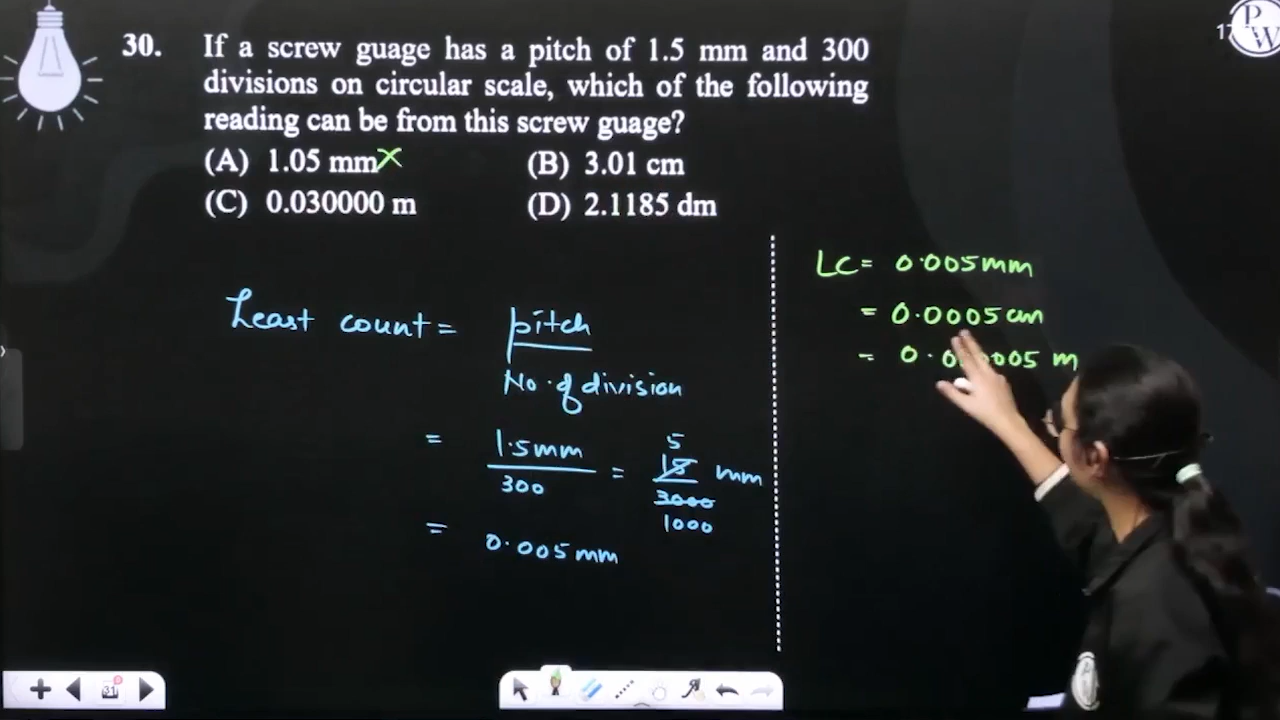 30. If a screw guage has a pitch of 1.5 mm and 300
divisions on circular scale, which of the following
reading can be from this screw guage?
(A) 1.05 mm X (B) 3.01 cm
(C) 0.030000 m (D) 2.1185 dm
Least count = pitch
No. of division
= 1.5mm
300
= 5
15
3000
1000
mm
= 0.005 mm
LC = 0.005mm
= 0.0005 cm
17
PW
31